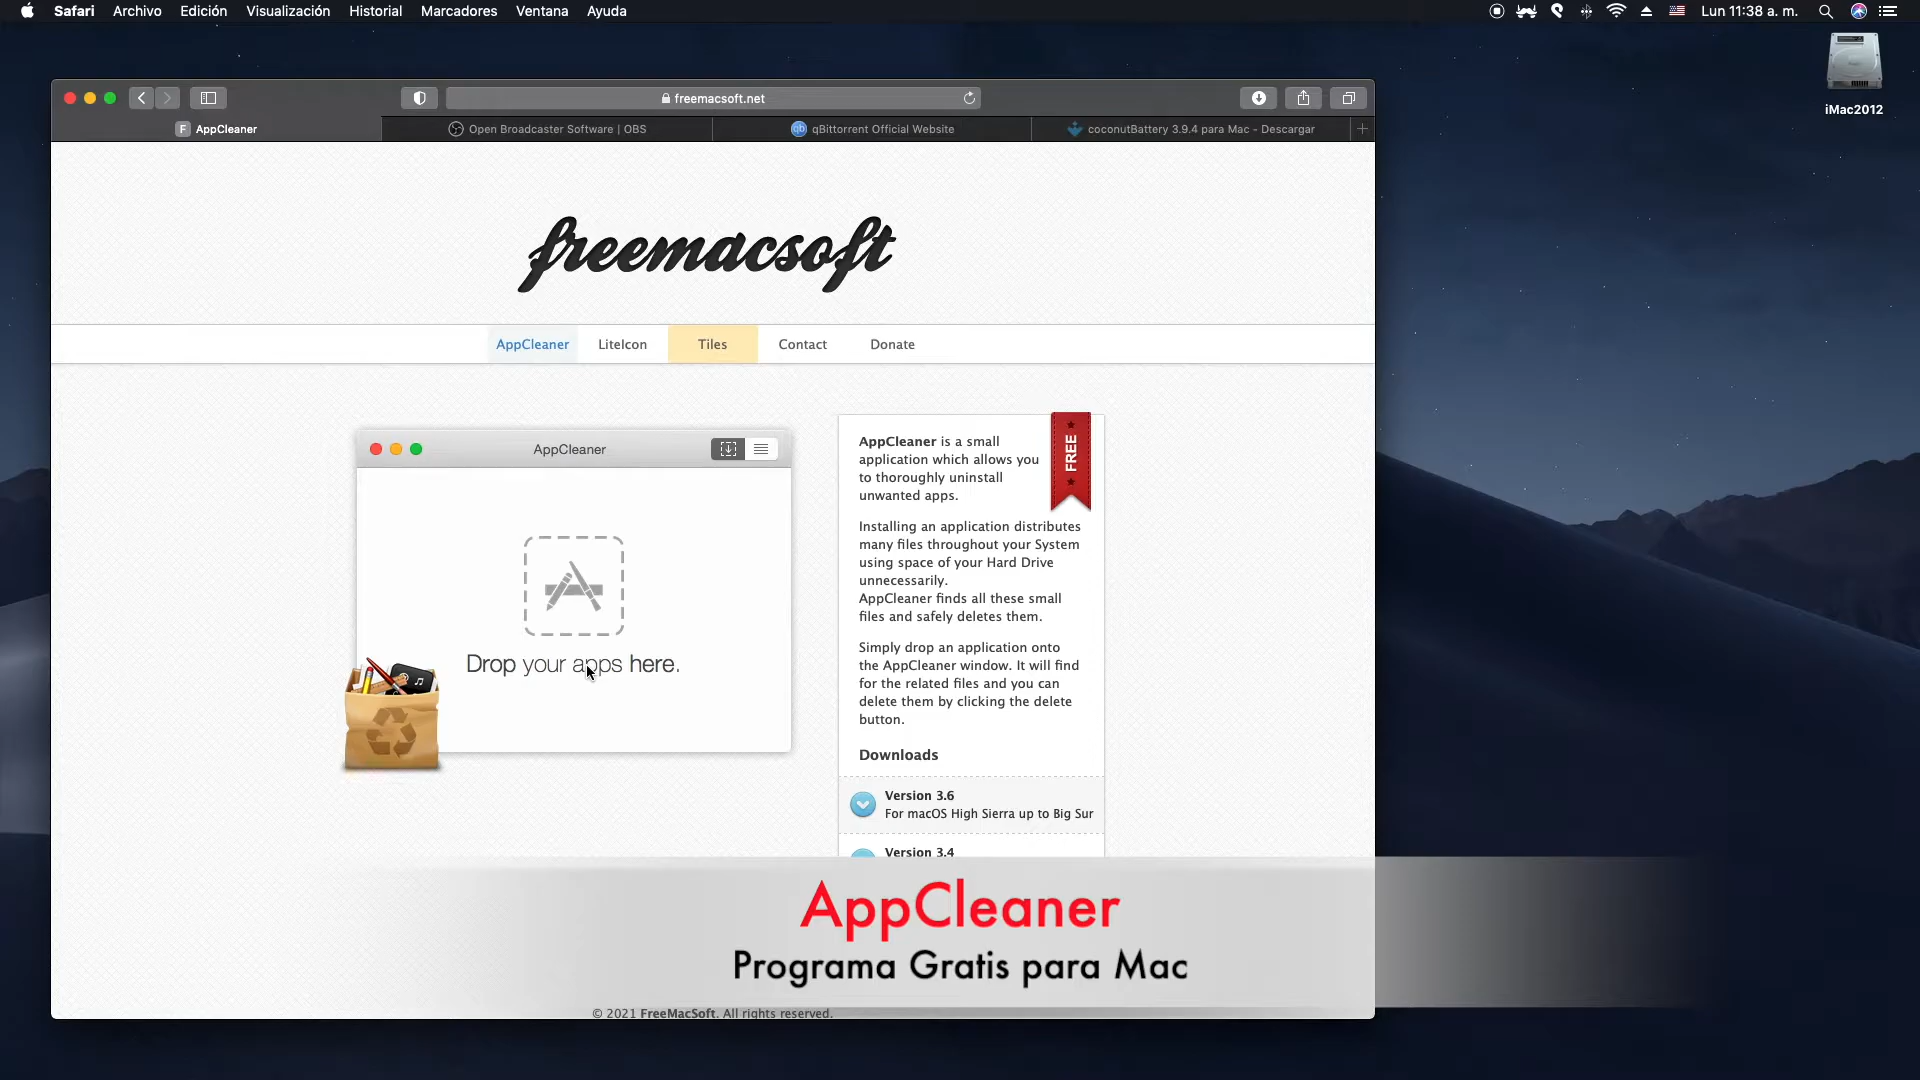 Safari Archivo Edición Visualización Historial Marcadores Ventana Ayuda
Lun 11:38 a. m.
iMac2012
freemacsoft.net
F AppCleaner
Open Broadcaster Software | OBS
qb qBittorrent Official Website
coconutBattery 3.9.4 para Mac - Descargar
freemacsoft
AppCleaner LiteIcon Tiles Contact Donate
AppCleaner
Drop your apps here.
FREE
AppCleaner is a small
application which allows you
to thoroughly uninstall
unwanted apps.
Installing an application distributes
many files throughout your System
using space of your Hard Drive
unnecessarily.
AppCleaner finds all these small
files and safely deletes them.
Simply drop an application onto
the AppCleaner window. It will find
for the related files and you can
delete them by clicking the delete
button.
Downloads
Version 3.6
For macOS High Sierra up to Big Sur
Version 3.4
AppCleaner
Programa Gratis para Mac
© 2021 FreeMacSoft. All rights reserved.